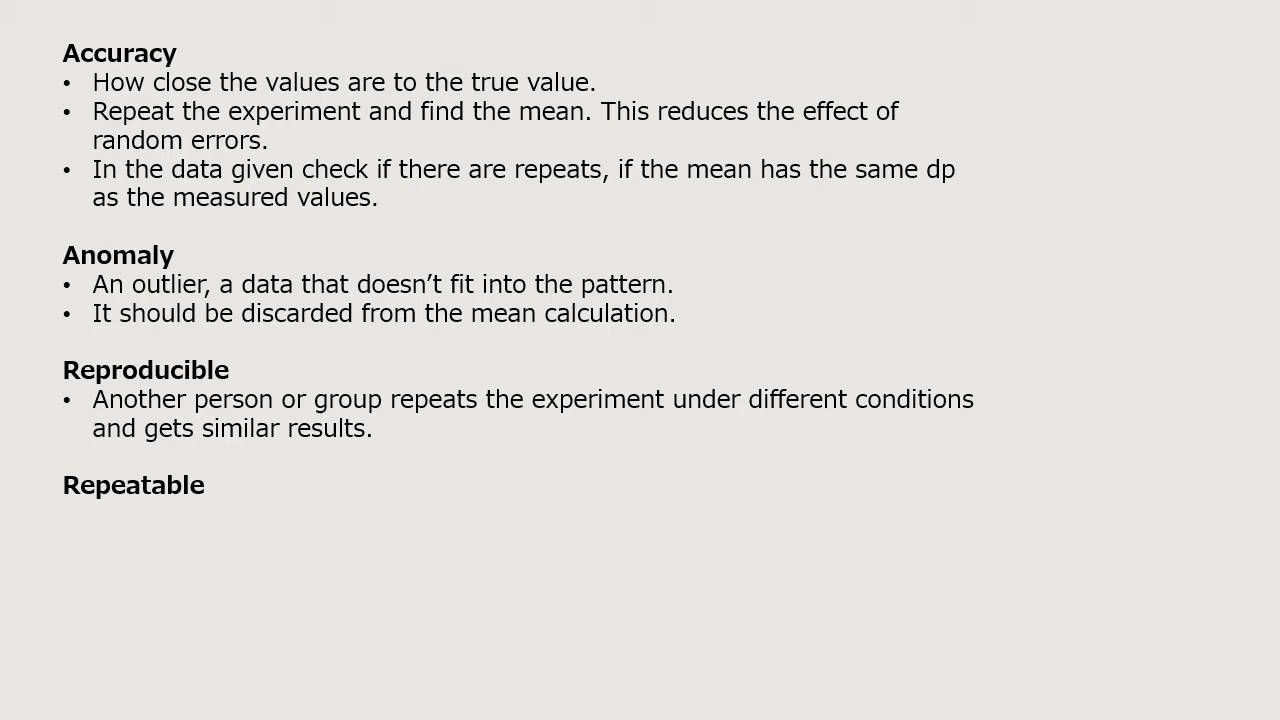 Accuracy
• How close the values are to the true value.
• Repeat the experiment and find the mean. This reduces the effect of
random errors.
• In the data given check if there are repeats, if the mean has the same dp
as the measured values.
Anomaly
• An outlier, a data that doesn’t fit into the pattern.
• It should be discarded from the mean calculation.
Reproducible
• Another person or group repeats the experiment under different conditions
and gets similar results.
Repeatable